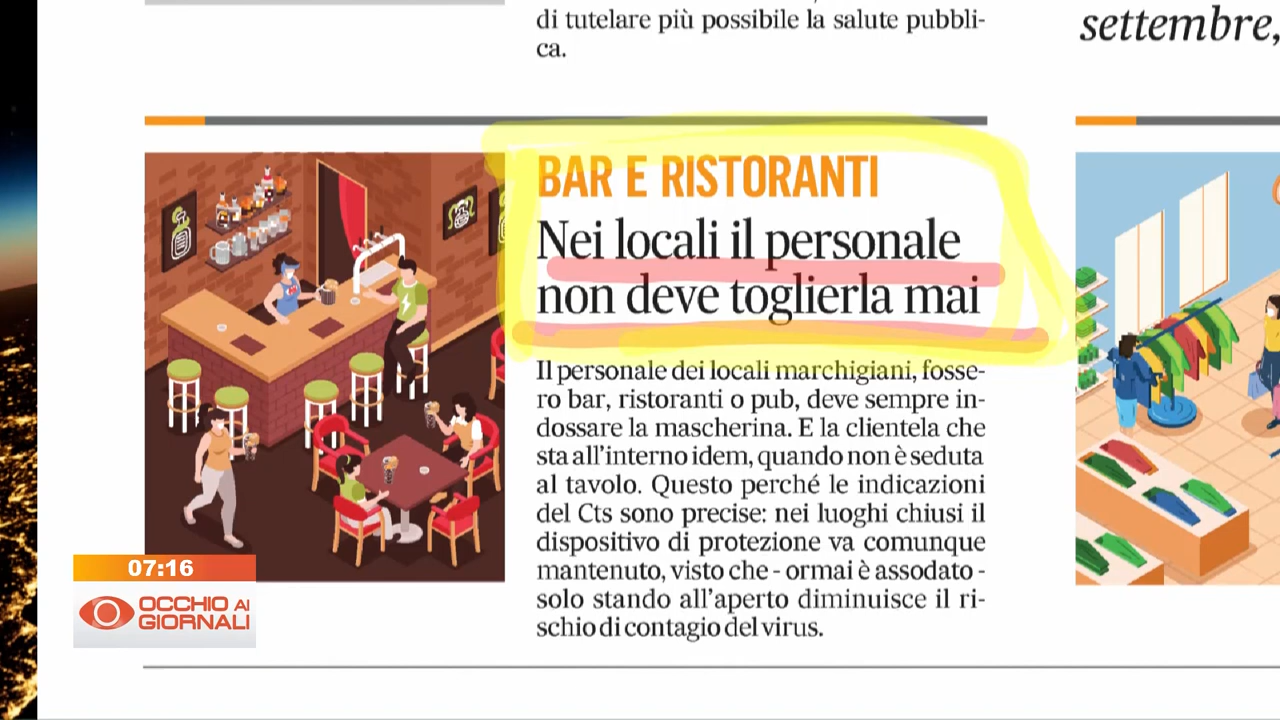 di tutelare più possibile la salute pubbli-
ca.
settembre,
BAR E RISTORANTI
Nei locali il personale
non deve toglierla mai
Il personale dei locali marchigiani, fosse-
ro bar, ristoranti o pub, deve sempre in-
dossare la mascherina. E la clientela che
sta all'interno idem, quando non è seduta
al tavolo. Questo perché le indicazioni
del Cts sono precise: nei luoghi chiusi il
dispositivo di protezione va comunque
mantenuto, visto che - ormai è assodato -
solo stando all'aperto diminuisce il ri-
schio di contagio del virus.
07:16
OCCHIO AI
GIORNALI